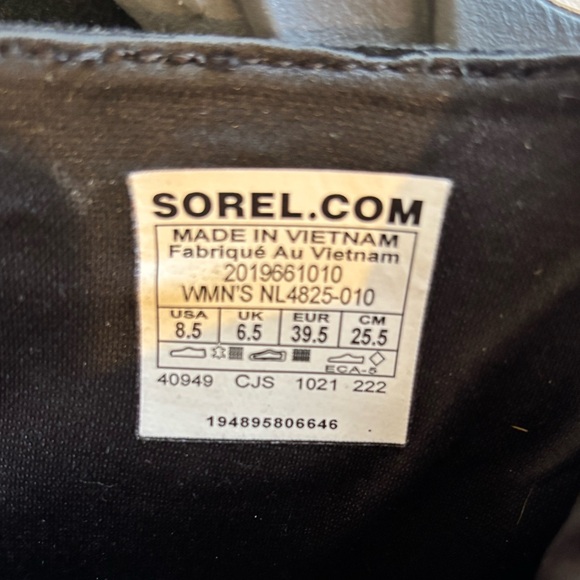 SOREL.COM
MADE IN VIETNAM
Fabriqué Au Vietnam
2019661010
WMN'S NL4825-010
USA UK EUR CM
8.5 6.5 39.5 25.5
ECA-5
40949 CJS 1021 222
194895806646